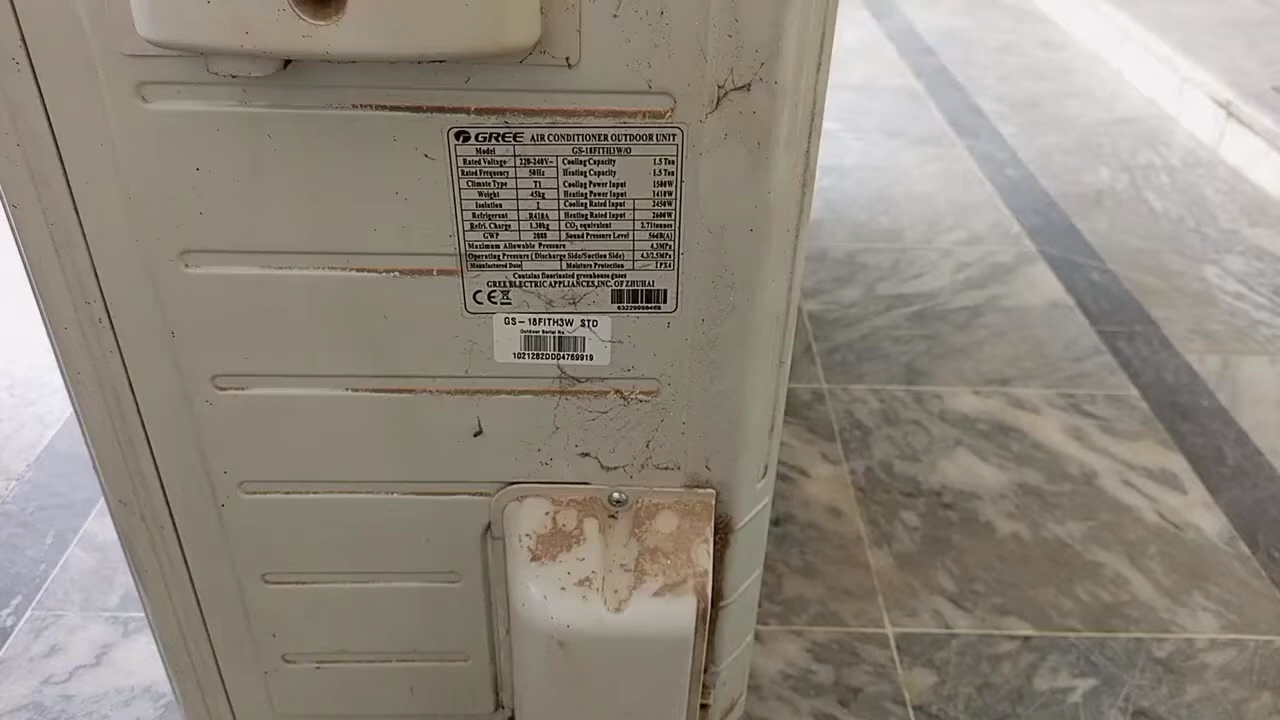 GREE AIR CONDITIONER OUTDOOR UNIT
Model GS-18FITH3W/O
Rated Voltage 220-240V~ Cooling Capacity 1.5 Ton
Rated Frequency 50Hz Heating Capacity 1.5 Ton
Climate Type T1 Cooling Power Input 1500W
Weight 45kg Heating Power Input 1410W
Isolation I Cooling Rated Input 2450W
Refrigerant R410A Heating Rated Input 2600W
Refri. Charge 1.30kg CO₂ equivalent 2.71tonnes
GWP 2088 Sound Pressure Level 56dB(A)
Maximum Allowable Pressure 4.3MPa
Operating Pressure (Discharge Side/Suction Side) 4.3/2.5MPa
Manufactured Date Moisture Protection IPX4
Contains fluorinated greenhouse gases
GREE ELECTRIC APPLIANCES,INC. OF ZHUHAI
CE
GS-18FITH3W STD
Outdoor Serial No.
1021282DD04769919